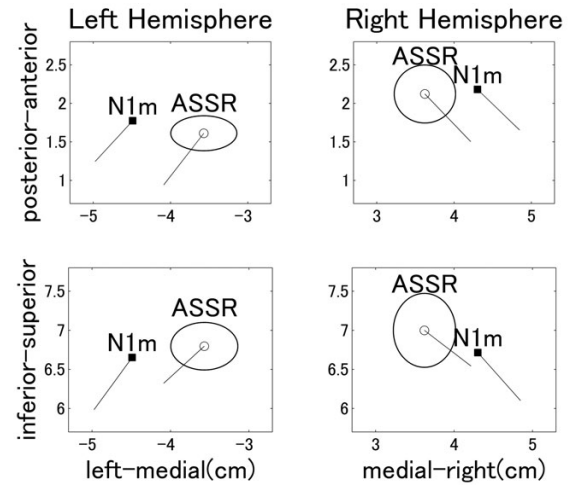 Left Hemisphere
Right Hemisphere
posterior-anterior
2.5
2
1.5
1
N1m
ASSR
-5
-4
-3
2.5
2
1.5
1
ASSR
N1m
3
4
5
inferior-superior
7.5
7
6.5
6
N1m
ASSR
-5
-4
-3
left-medial(cm)
7.5
7
6.5
6
ASSR
N1m
3
4
5
medial-right(cm)